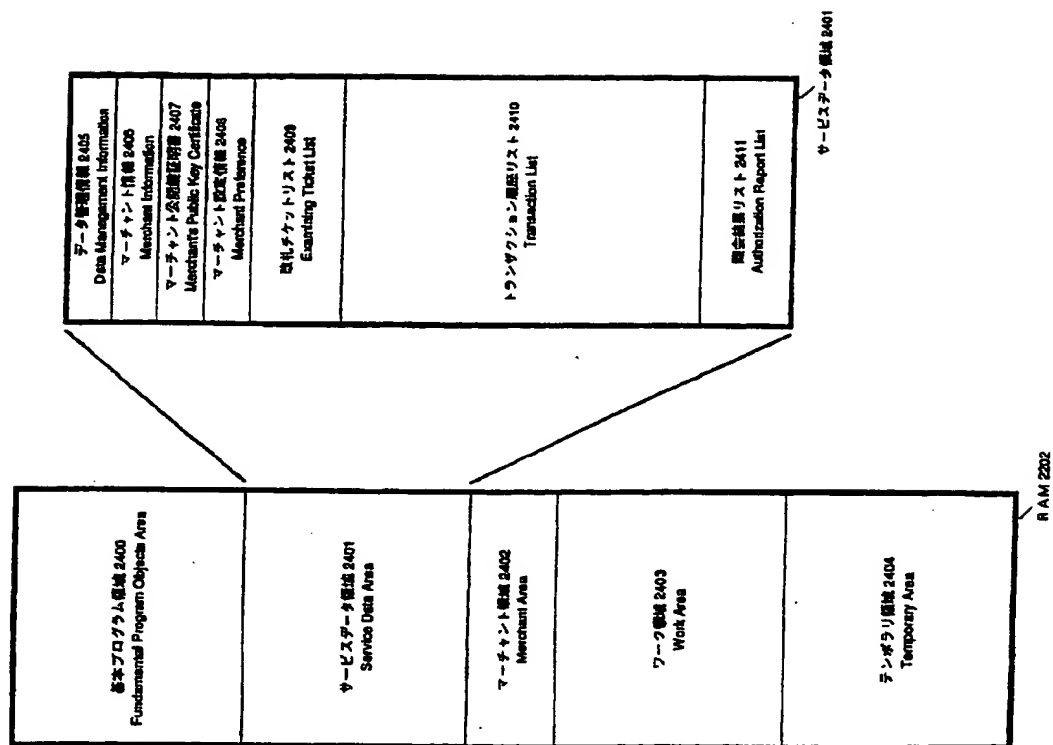 基本プログラム領域 2400
Fundamental Program Objects Area
サービスデータ領域 2401
Service Data Area
マーチャント領域 2402
Merchant Area
ワーク領域 2403
Work Area
テンポラリ領域 2404
Temporary Area
RAM 2202
データ管理情報 2405
Data Management Information
マーチャント情報 2406
Merchant Information
マーチャント公開鍵証明書 2407
Merchant's Public Key Certificate
マーチャント設定情報 2408
Merchant Preference
改札チケットリスト 2409
Examining Ticket List
トランザクション履歴リスト 2410
Transaction List
照会結果リスト 2411
Authorization Report List
サービスデータ領域 2401